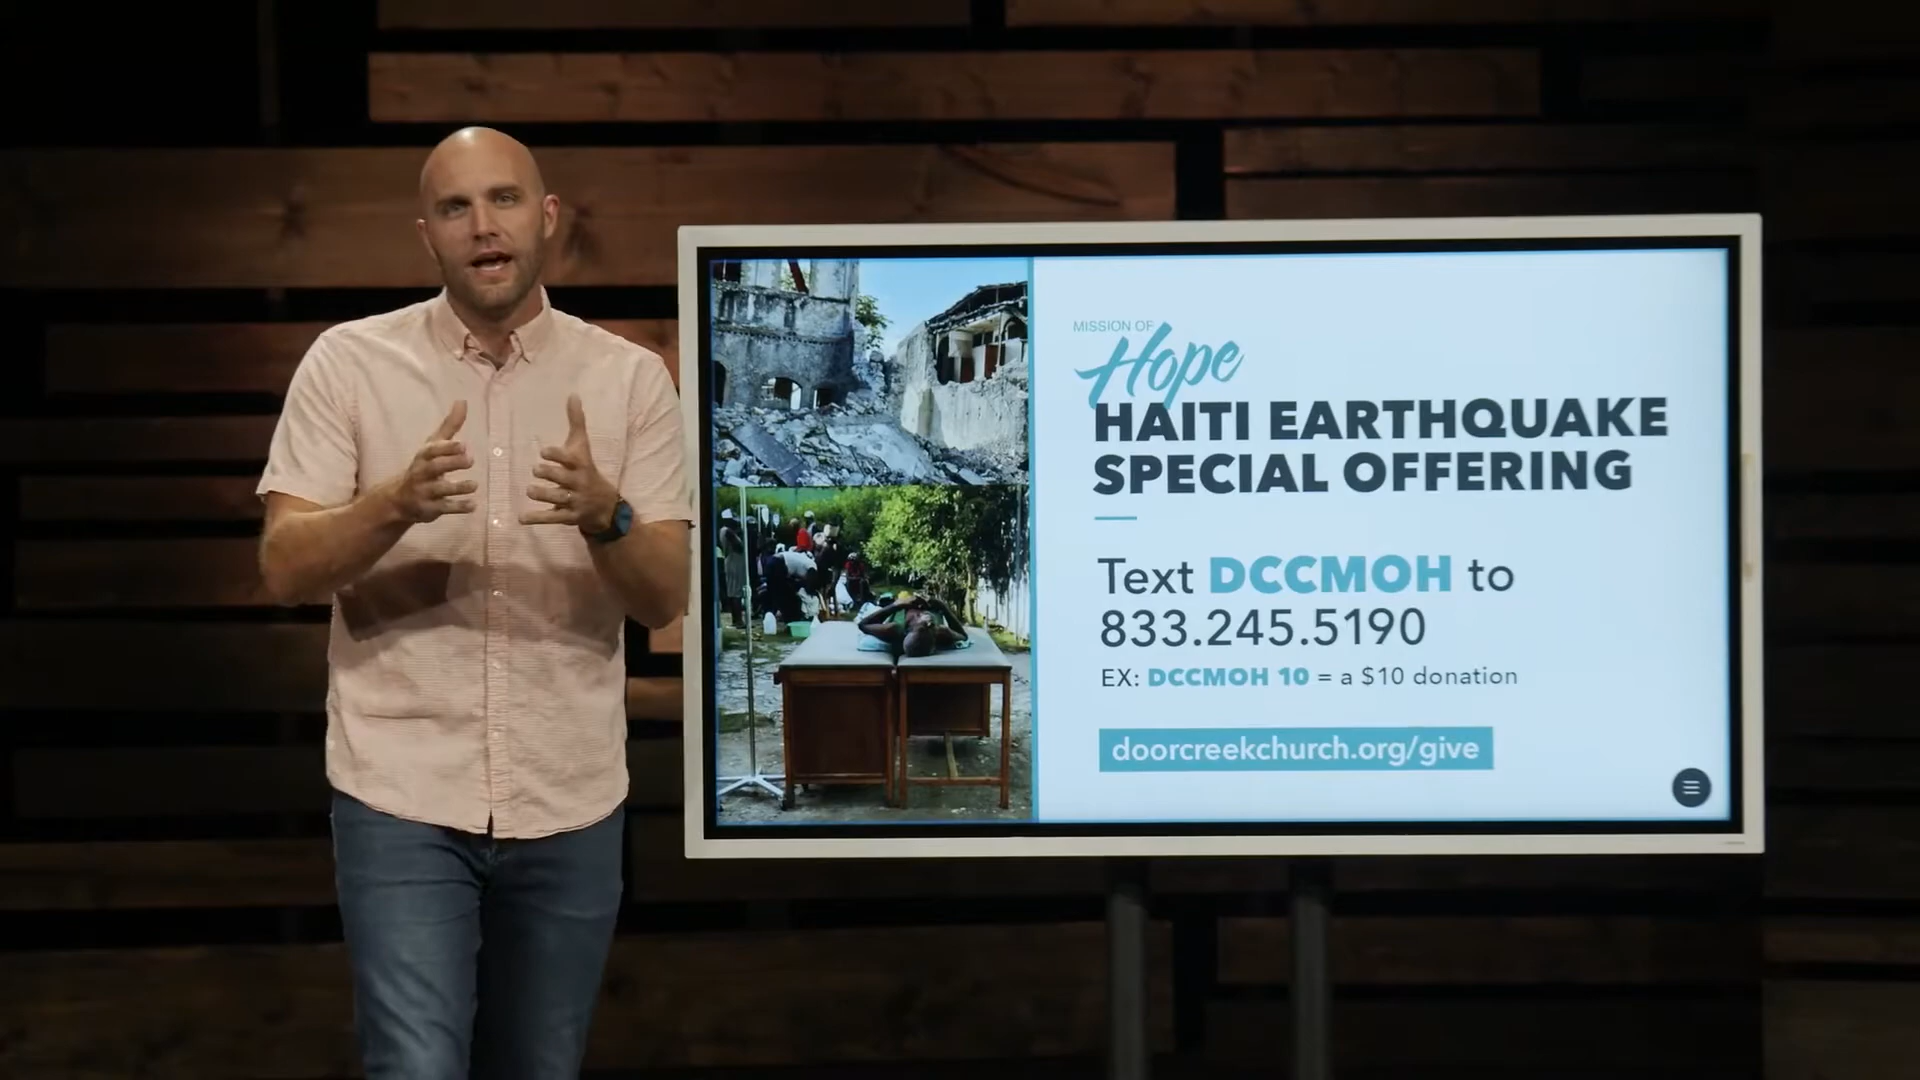 MISSION OF
Hope
HAITI EARTHQUAKE
SPECIAL OFFERING
Text DCCMOH to
833.245.5190
EX: DCCMOH 10 = a $10 donation
doorcreekchurch.org/give